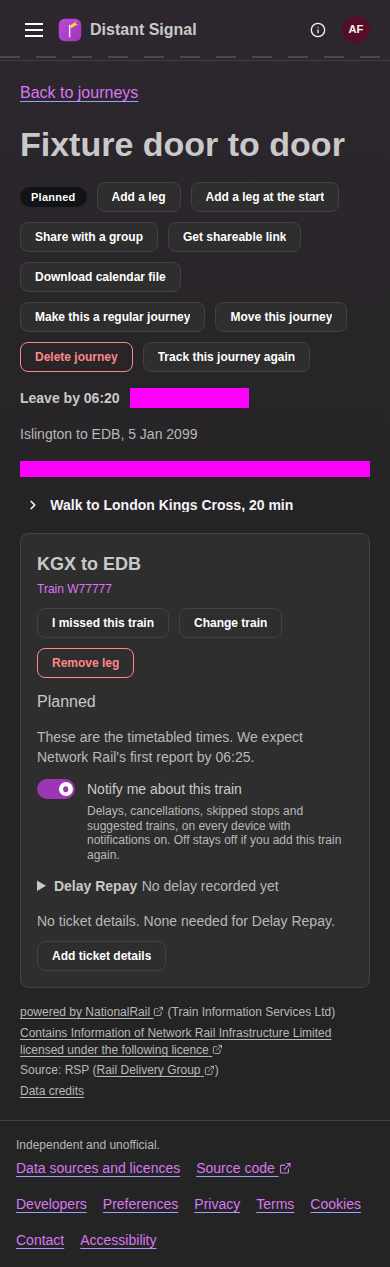 Distant Signal
AF
Back to journeys
Fixture door to door
Planned
Add a leg
Add a leg at the start
Share with a group
Get shareable link
Download calendar file
Make this a regular journey
Move this journey
Delete journey
Track this journey again
Leave by 06:20
Islington to EDB, 5 Jan 2099
Walk to London Kings Cross, 20 min
KGX to EDB
Train W77777
I missed this train
Change train
Remove leg
Planned
These are the timetabled times. We expect
Network Rail's first report by 06:25.
Notify me about this train
Delays, cancellations, skipped stops and
suggested trains, on every device with
notifications on. Off stays off if you add this train
again.
Delay Repay No delay recorded yet
No ticket details. None needed for Delay Repay.
Add ticket details
powered by NationalRail (Train Information Services Ltd)
Contains Information of Network Rail Infrastructure Limited
licensed under the following licence
Source: RSP (Rail Delivery Group)
Data credits
Independent and unofficial.
Data sources and licences Source code
Developers Preferences Privacy Terms Cookies
Contact Accessibility